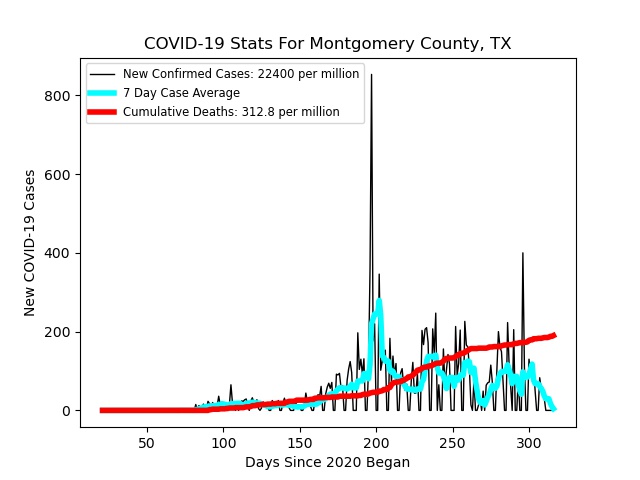 COVID-19 Stats For Montgomery County, TX
New Confirmed Cases: 22400 per million
7 Day Case Average
Cumulative Deaths: 312.8 per million
New COVID-19 Cases
800
600
400
200
0
50 100 150 200 250 300
Days Since 2020 Began